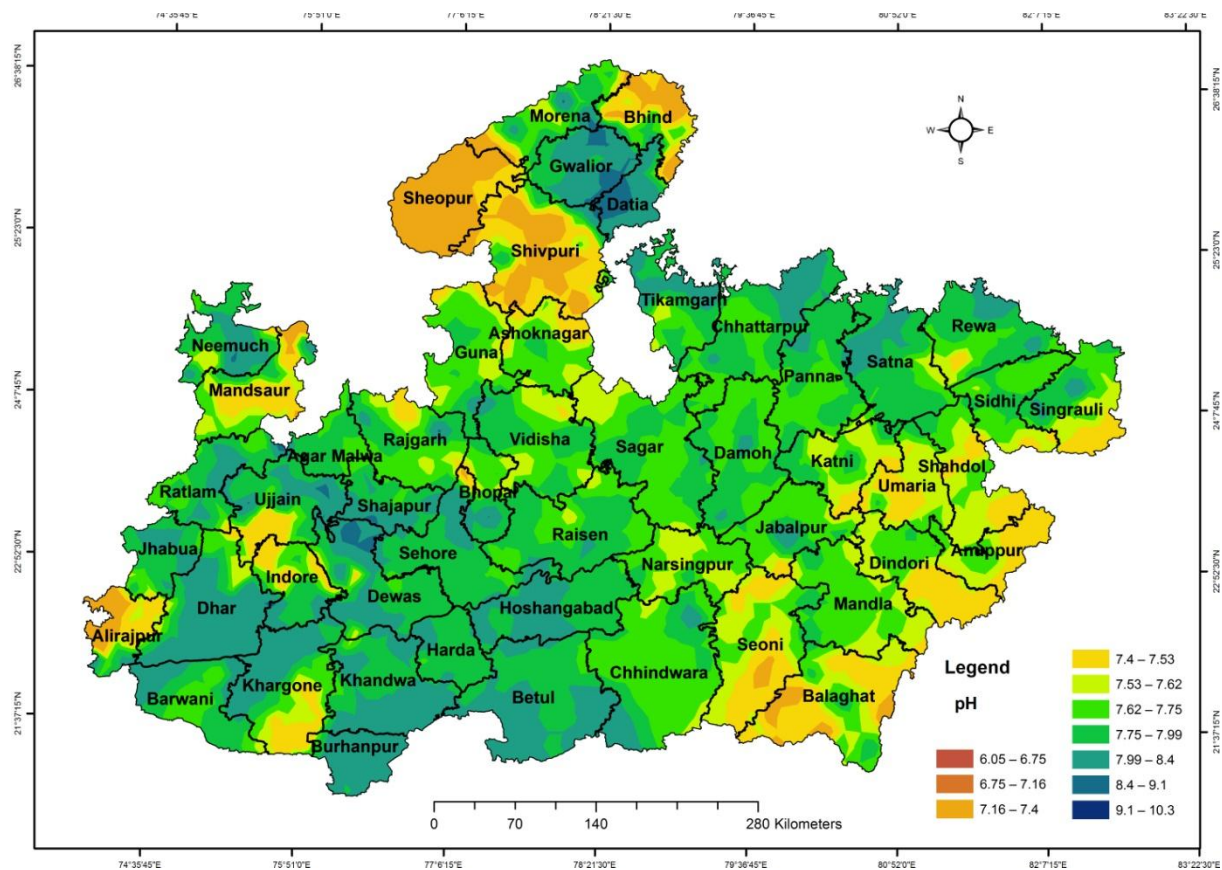 74°35'45"E 75°51'0"E 77°6'15"E 78°21'30"E 79°36'45"E 80°52'0"E 82°7'15"E 83°22'30"E
26°38'15"N
26°38'15"N
25°23'0"N
25°23'0"N
24°7'45"N
24°7'45"N
22°52'30"N
22°52'30"N
21°37'15"N
21°37'15"N
N
W E
S
Morena
Bhind
Gwalior
Sheopur
Datia
Shivpuri
Tikamgarh
Chhattarpur
Rewa
Ashoknagar
Neemuch
Guna
Satna
Panna
Mandsaur
Sidhi
Singrauli
Rajgarh
Vidisha
Sagar
Damoh
Agar Malwa
Katni
Shahdol
Umaria
Ratlam
Ujjain
Bhopal
Shajapur
Jabalpur
Raisen
Jhabua
Sehore
Anuppur
Narsingpur
Dindori
Indore
Dewas
Dhar
Hoshangabad
Mandla
Alirajpur
Harda
Seoni
Chhindwara
Khandwa
Khargone
Barwani
Betul
Balaghat
Burhanpur
Legend
pH
6.05 – 6.75
6.75 – 7.16
7.16 – 7.4
7.4 – 7.53
7.53 – 7.62
7.62 – 7.75
7.75 – 7.99
7.99 – 8.4
8.4 – 9.1
9.1 – 10.3
0 70 140 280 Kilometers
74°35'45"E 75°51'0"E 77°6'15"E 78°21'30"E 79°36'45"E 80°52'0"E 82°7'15"E 83°22'30"E